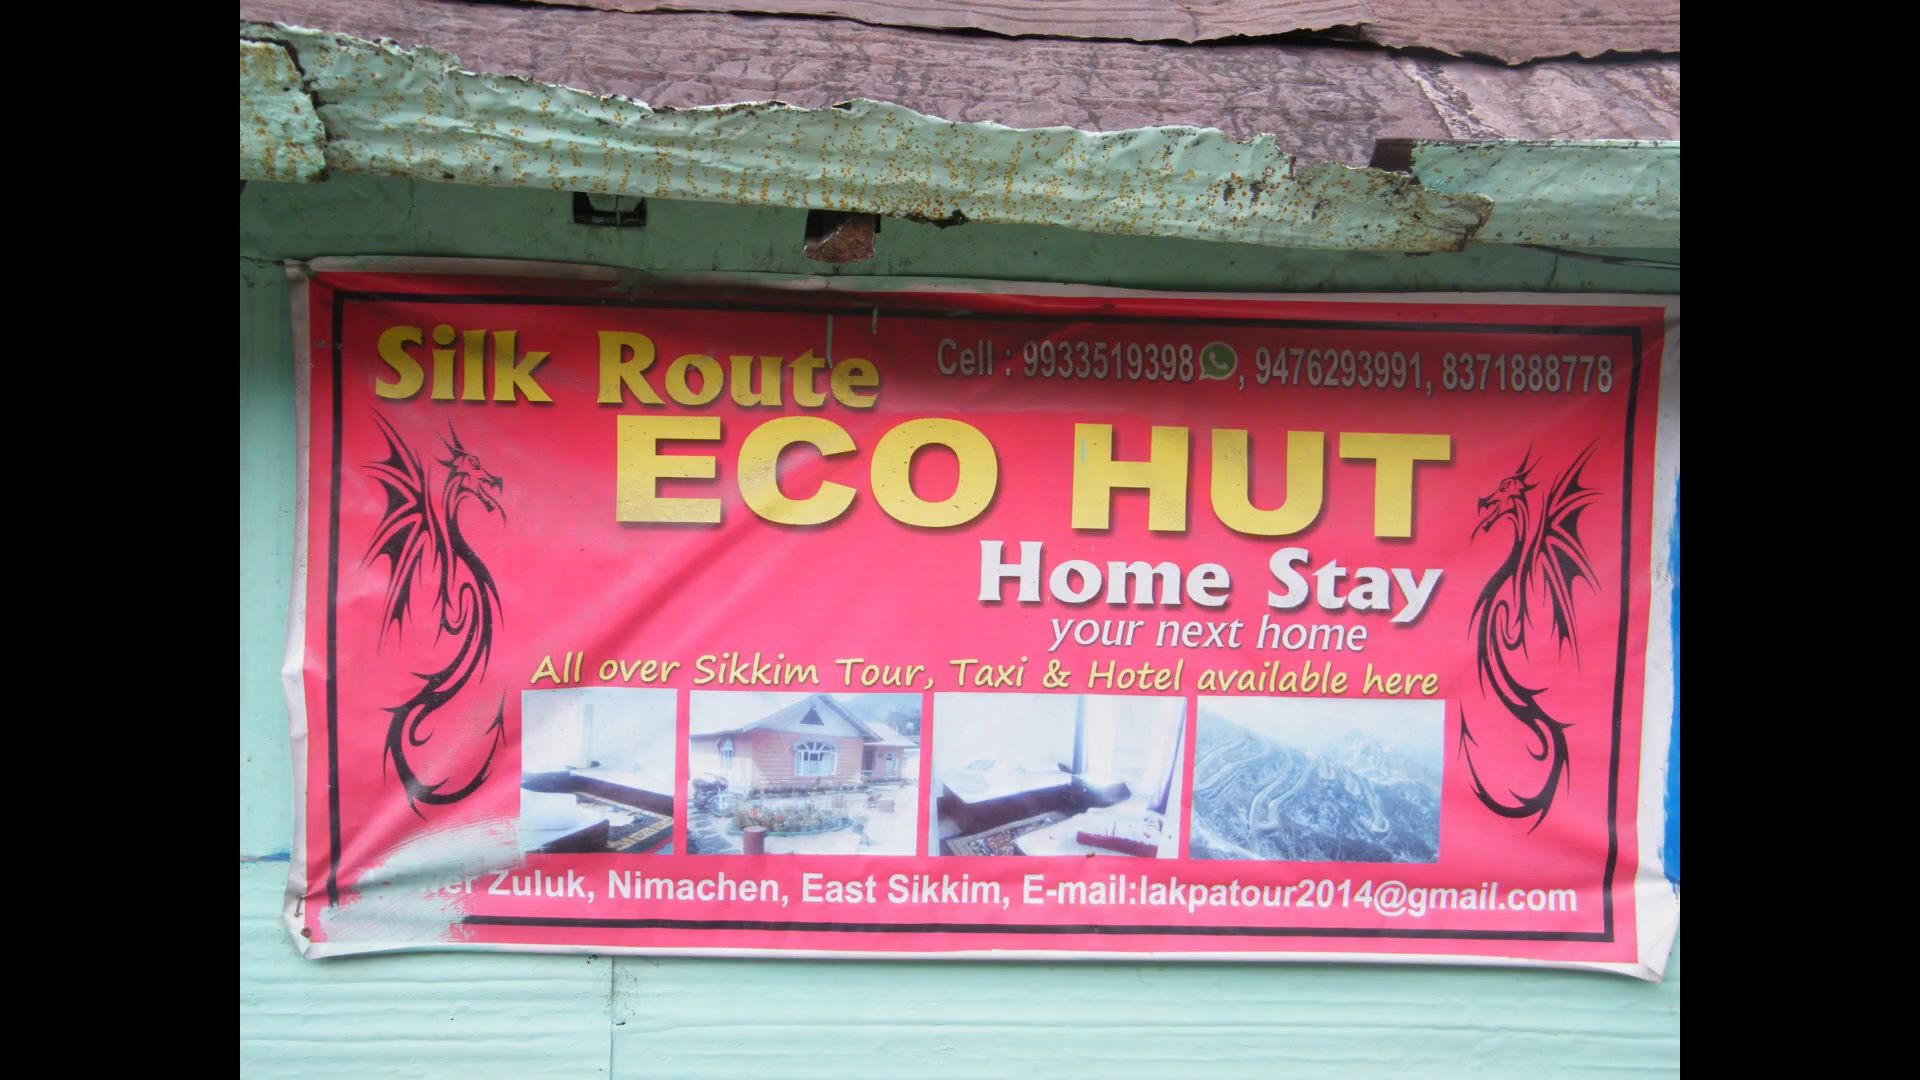 Silk Route
Cell : 9933519398, 9476293991, 8371888778
ECO HUT
Home Stay
your next home
All over Sikkim Tour, Taxi & Hotel available here
Zuluk, Nimachen, East Sikkim, E-mail:lakpatour2014@gmail.com